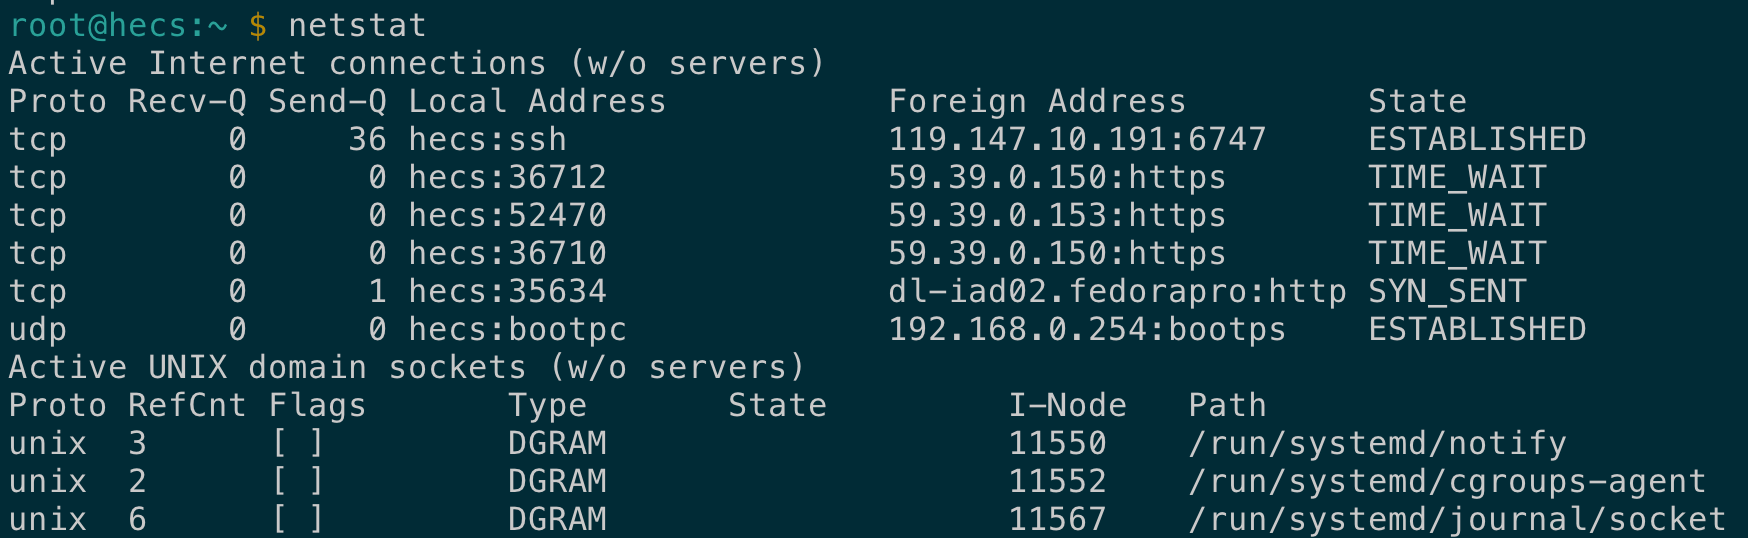 root@hecs:~ $ netstat
Active Internet connections (w/o servers)
Proto Recv-Q Send-Q Local Address           Foreign Address         State
tcp        0     36 hecs:ssh                119.147.10.191:6747     ESTABLISHED
tcp        0      0 hecs:36712              59.39.0.150:https       TIME_WAIT
tcp        0      0 hecs:52470              59.39.0.153:https       TIME_WAIT
tcp        0      0 hecs:36710              59.39.0.150:https       TIME_WAIT
tcp        0      1 hecs:35634              dl-iad02.fedorapro:http SYN_SENT
udp        0      0 hecs:bootpc             192.168.0.254:bootps    ESTABLISHED
Active UNIX domain sockets (w/o servers)
Proto RefCnt Flags       Type       State         I-Node   Path
unix  3      [ ]         DGRAM                    11550    /run/systemd/notify
unix  2      [ ]         DGRAM                    11552    /run/systemd/cgroups-agent
unix  6      [ ]         DGRAM                    11567    /run/systemd/journal/socket